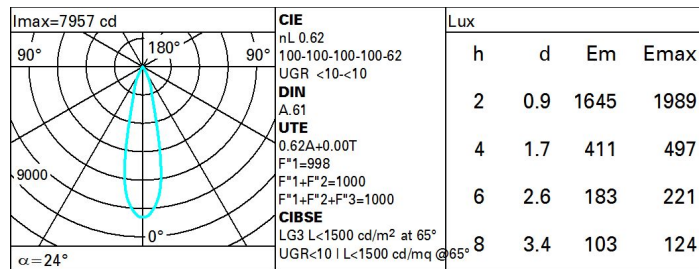 Imax=7957 cd
90° 180° 90°
9000
0°
α=24°
CIE
nL 0.62
100-100-100-100-62
UGR <10-<10
DIN
A.61
UTE
0.62A+0.00T
F"1=998
F"1+F"2=1000
F"1+F"2+F"3=1000
CIBSE
LG3 L<1500 cd/m² at 65°
UGR<10 | L<1500 cd/mq @65°
Lux
h d Em Emax
2 0.9 1645 1989
4 1.7 411 497
6 2.6 183 221
8 3.4 103 124